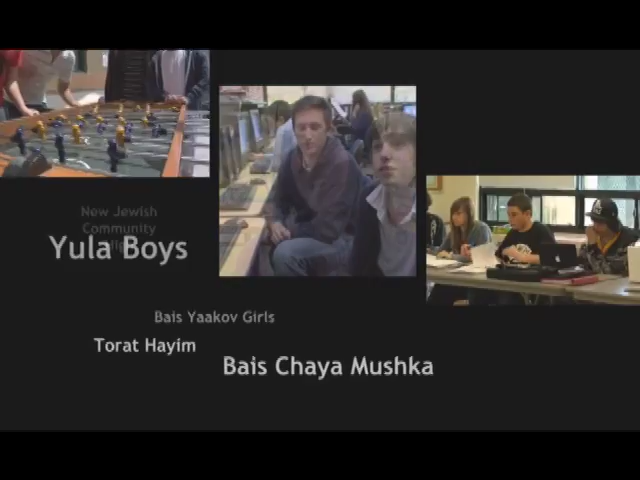 New Jewish
Community
Yula Boys
Bais Yaakov Girls
Torat Hayim
Bais Chaya Mushka